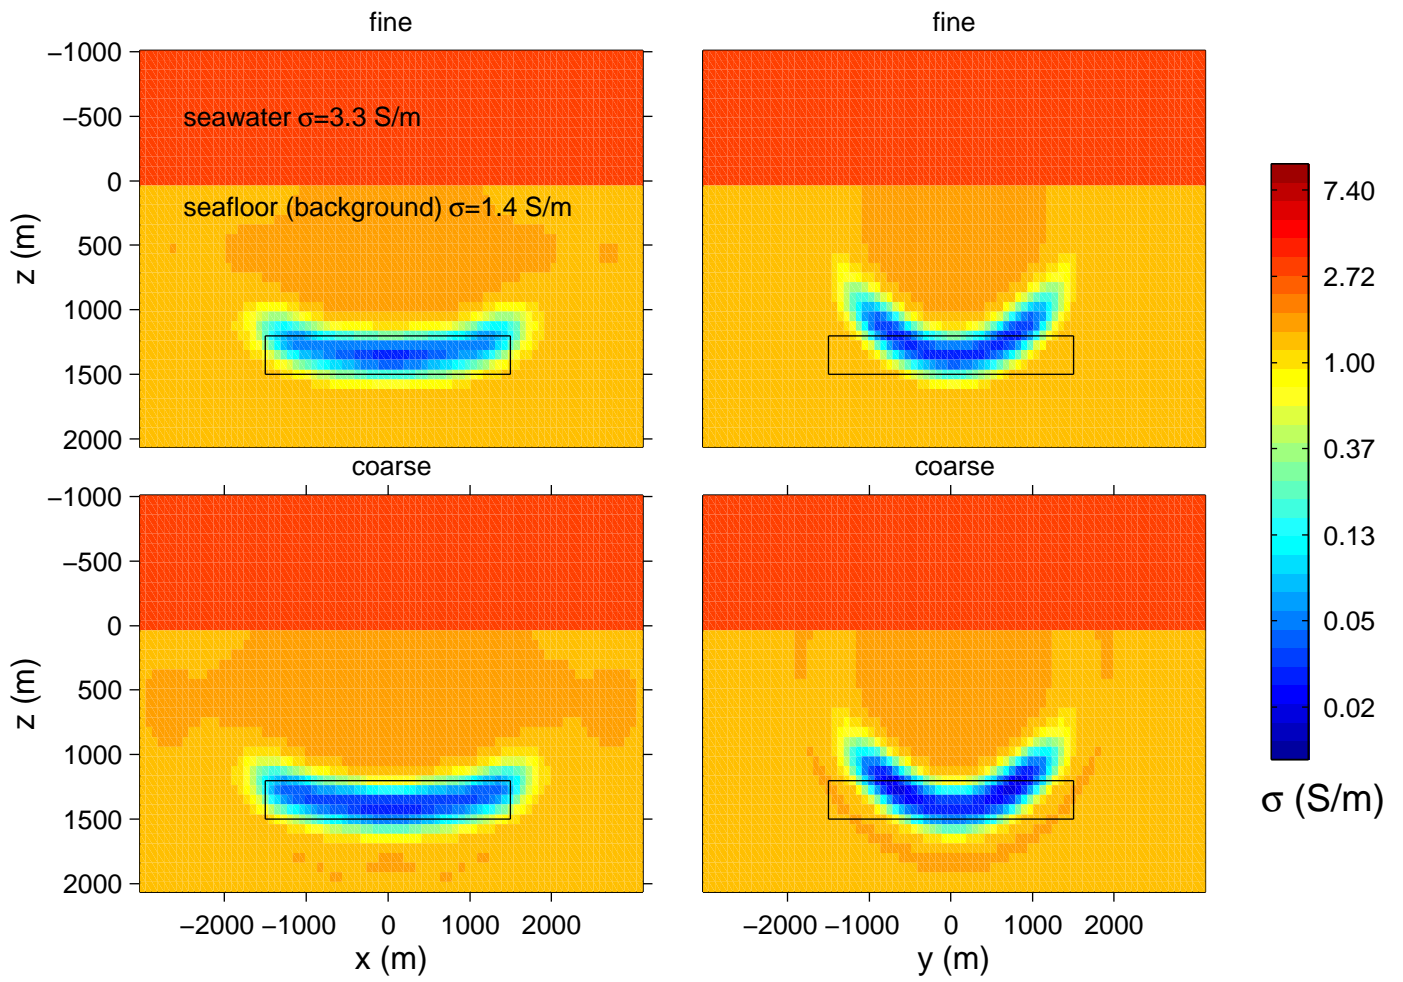 fine
fine
−1000
−500
0
500
1000
1500
2000
z (m)
seawater σ=3.3 S/m
seafloor (background) σ=1.4 S/m
coarse
coarse
−1000
−500
0
500
1000
1500
2000
z (m)
−2000 −1000 0 1000 2000
x (m)
−2000 −1000 0 1000 2000
y (m)
7.40
2.72
1.00
0.37
0.13
0.05
0.02
σ (S/m)